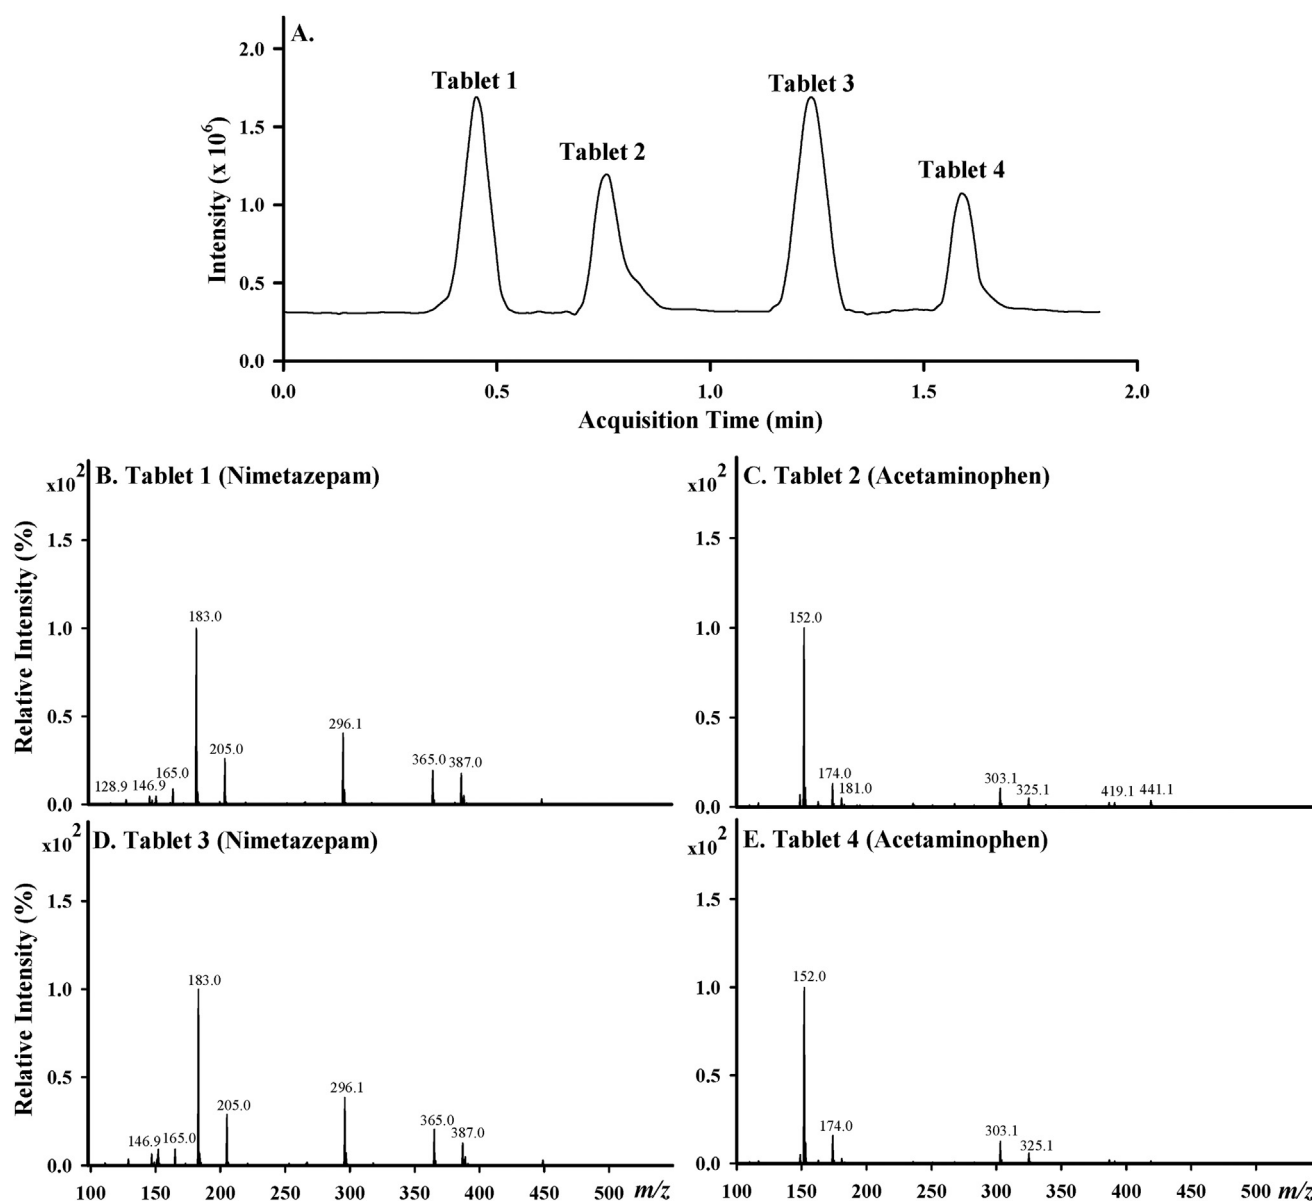 A.
2.0
Tablet 1
Tablet 3
Tablet 2
Tablet 4
1.5
1.0
0.5
0.0
Intensity (x 10⁶)
0.0 0.5 1.0 1.5 2.0
Acquisition Time (min)
x10²
B. Tablet 1 (Nimetazepam)
Relative Intensity (%)
1.5
1.0
0.5
0.0
183.0
296.1
205.0
365.0
387.0
165.0
128.9
146.9
x10²
C. Tablet 2 (Acetaminophen)
1.5
1.0
0.5
0.0
152.0
174.0
181.0
303.1
325.1
419.1
441.1
x10²
D. Tablet 3 (Nimetazepam)
Relative Intensity (%)
1.5
1.0
0.5
0.0
183.0
296.1
205.0
365.0
387.0
146.9
165.0
100 150 200 250 300 350 400 450 500 m/z
x10²
E. Tablet 4 (Acetaminophen)
1.5
1.0
0.5
0.0
152.0
174.0
303.1
325.1
100 150 200 250 300 350 400 450 500 m/z